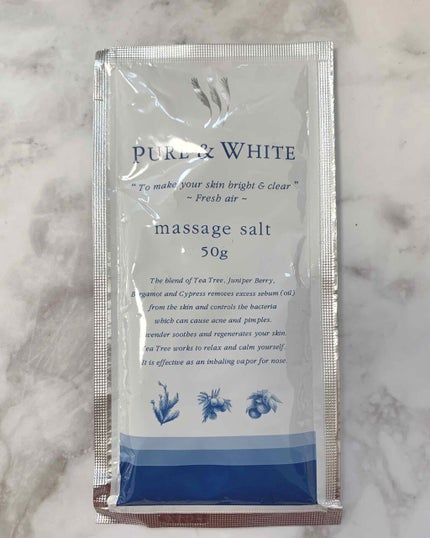 PURE & WHITE
" To make your skin bright & clear "
~ Fresh air ~
massage salt
50g
The blend of Tea Tree, Juniper Berry,
Bergamot and Cypress removes excess sebum (oil)
from the skin and controls the bacteria
which can cause acne and pimples.
Lavender soothes and regenerates your skin.
Tea Tree works to relax and calm yourself.
It is effective as an inhaling vapor for nose.